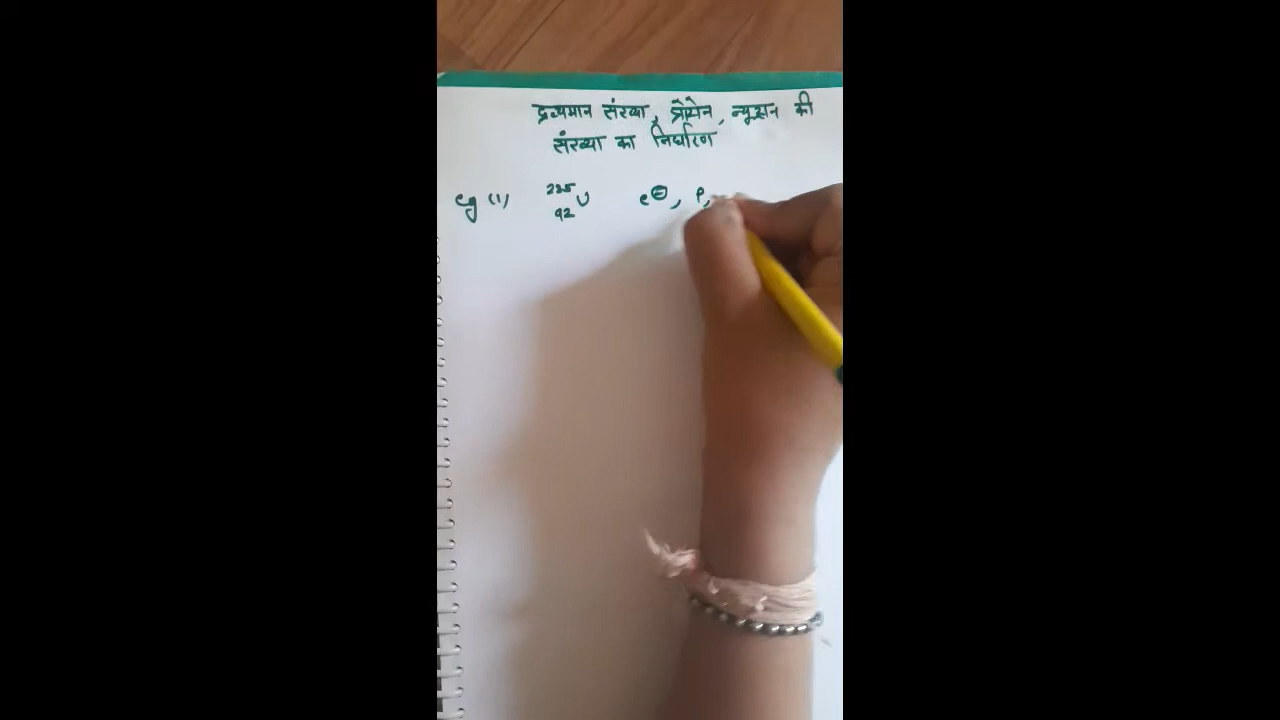 द्रव्यमान संख्या, प्रोटोन, न्यूट्रान की
संख्या का निर्धारण
eg (1) ²³⁵₉₂U e⊖, P,